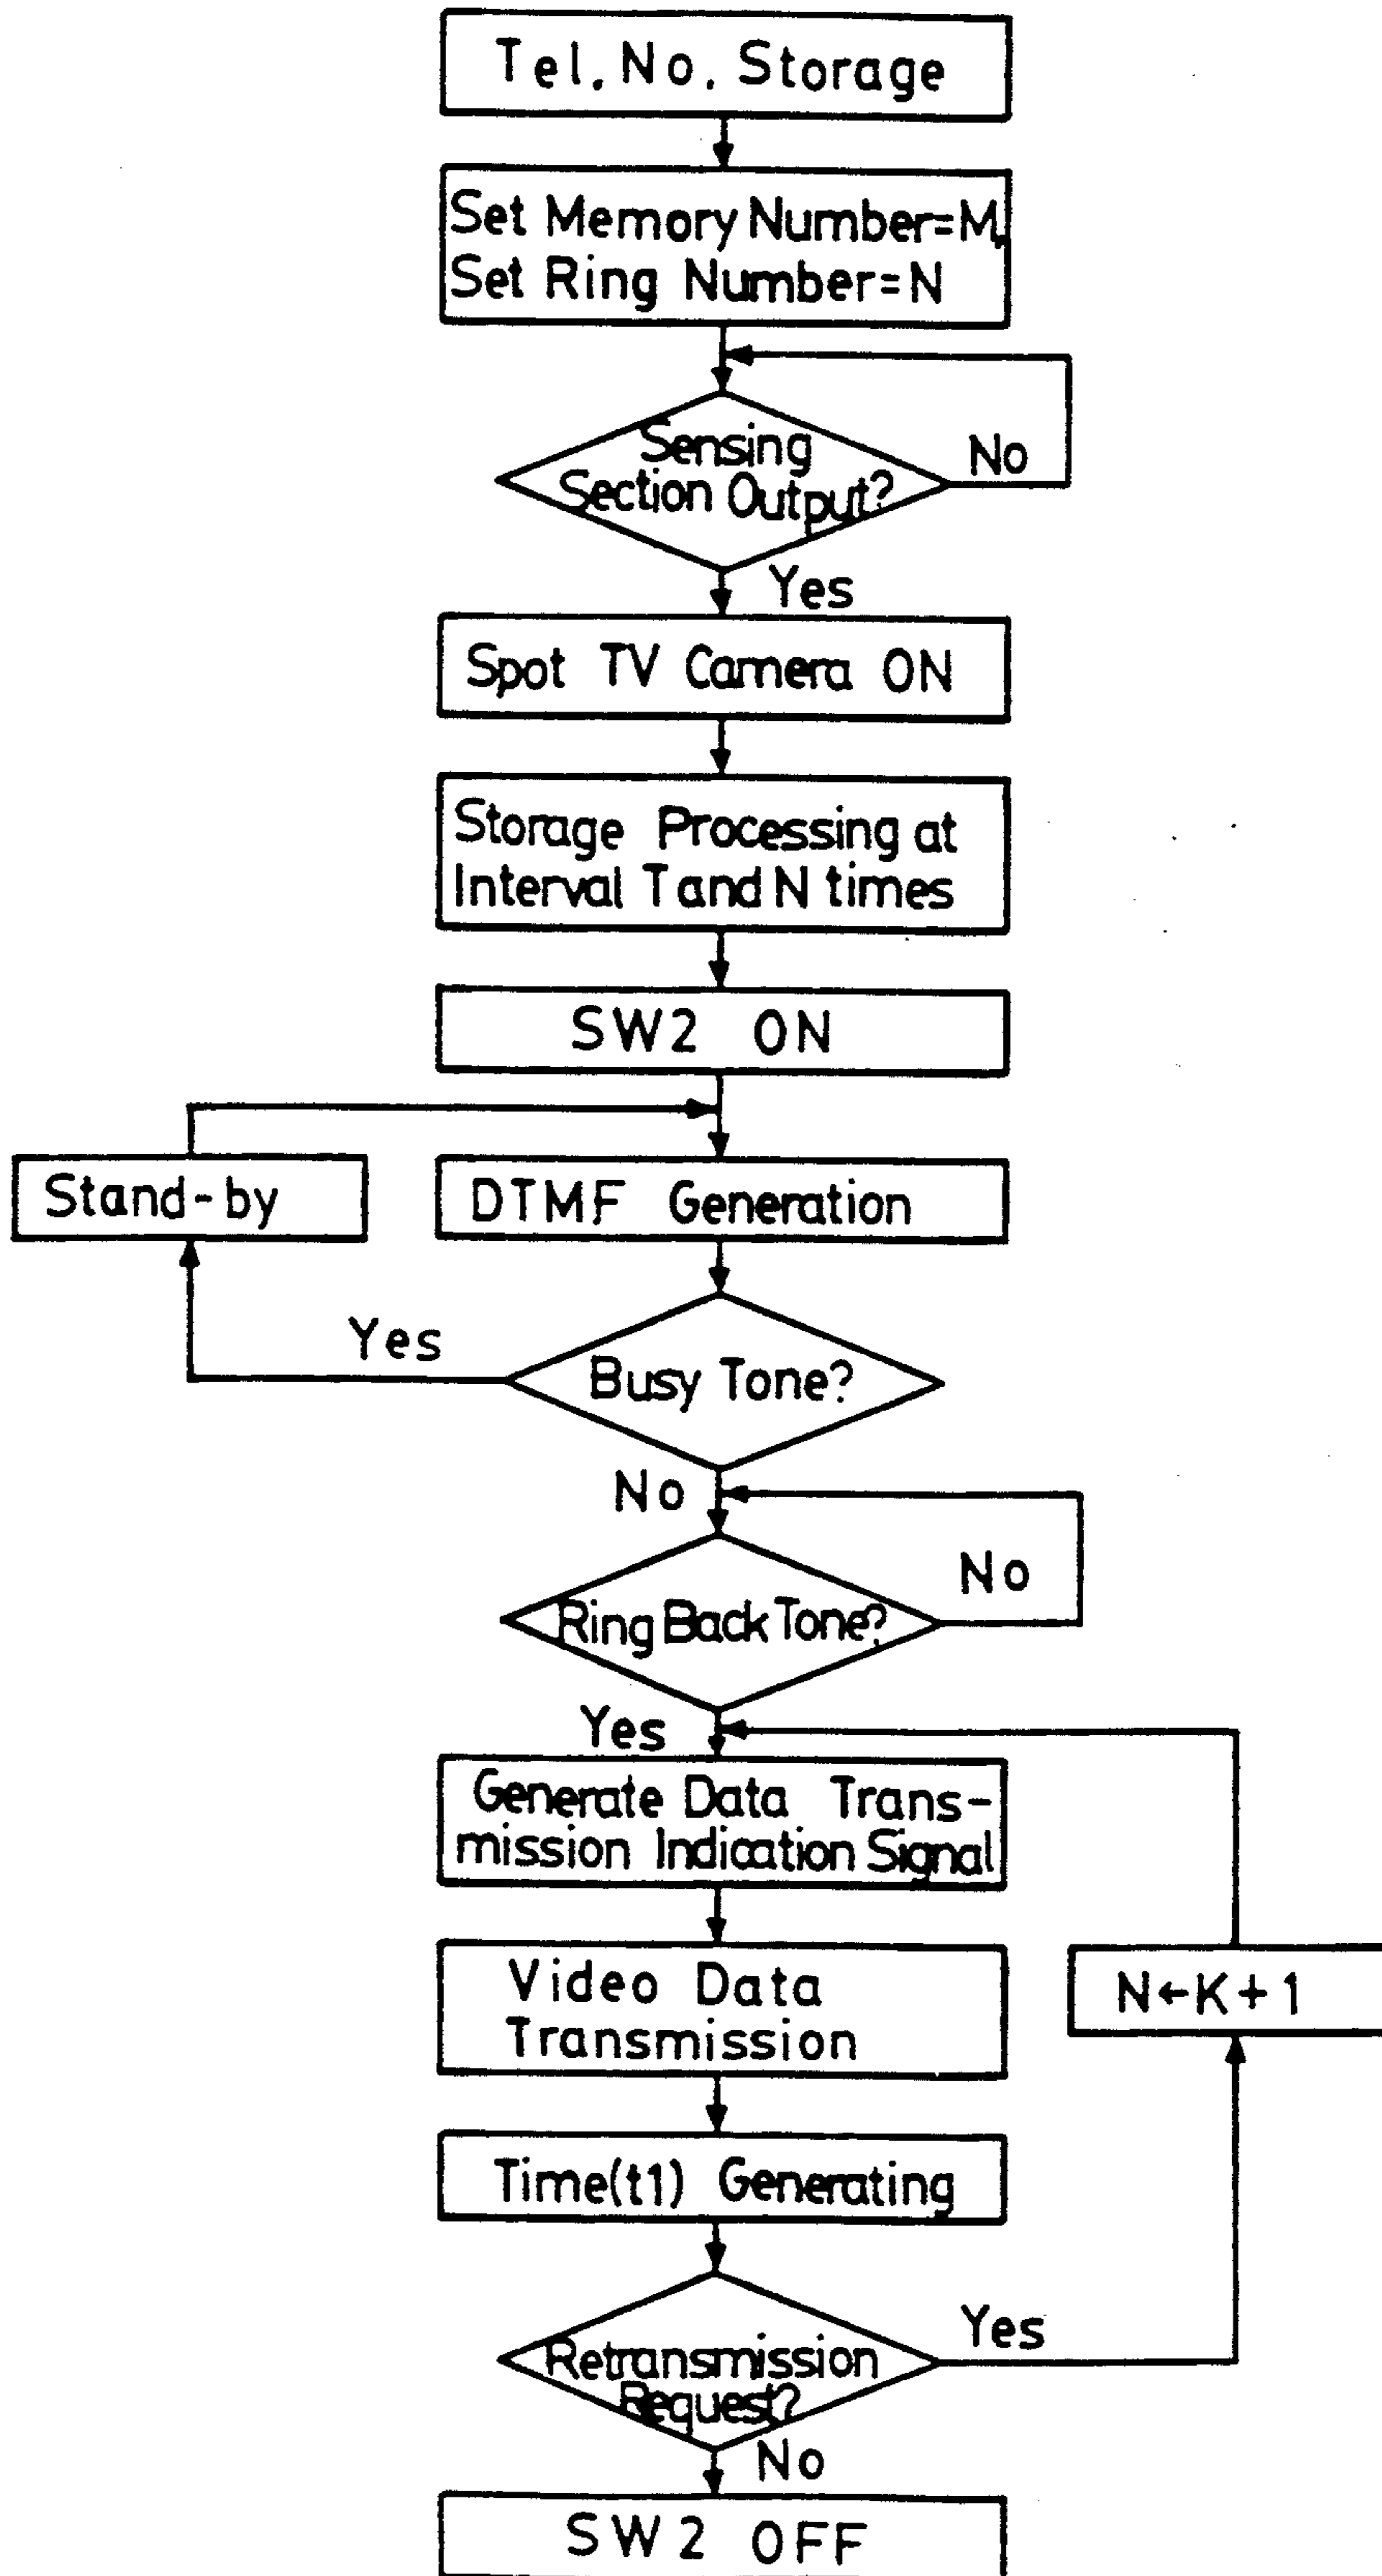 Tel. No. Storage
Set Memory Number=M,
Set Ring Number=N
Sensing
Section Output?
No
Yes
Spot TV Camera ON
Storage Processing at
Interval T and N times
SW2 ON
Stand-by
DTMF Generation
Yes
Busy Tone?
No
No
Ring Back Tone?
Yes
Generate Data Trans-
mission Indication Signal
Video Data
Transmission
N←K+1
Time(t1) Generating
Yes
Retransmission
Request?
No
SW2 OFF